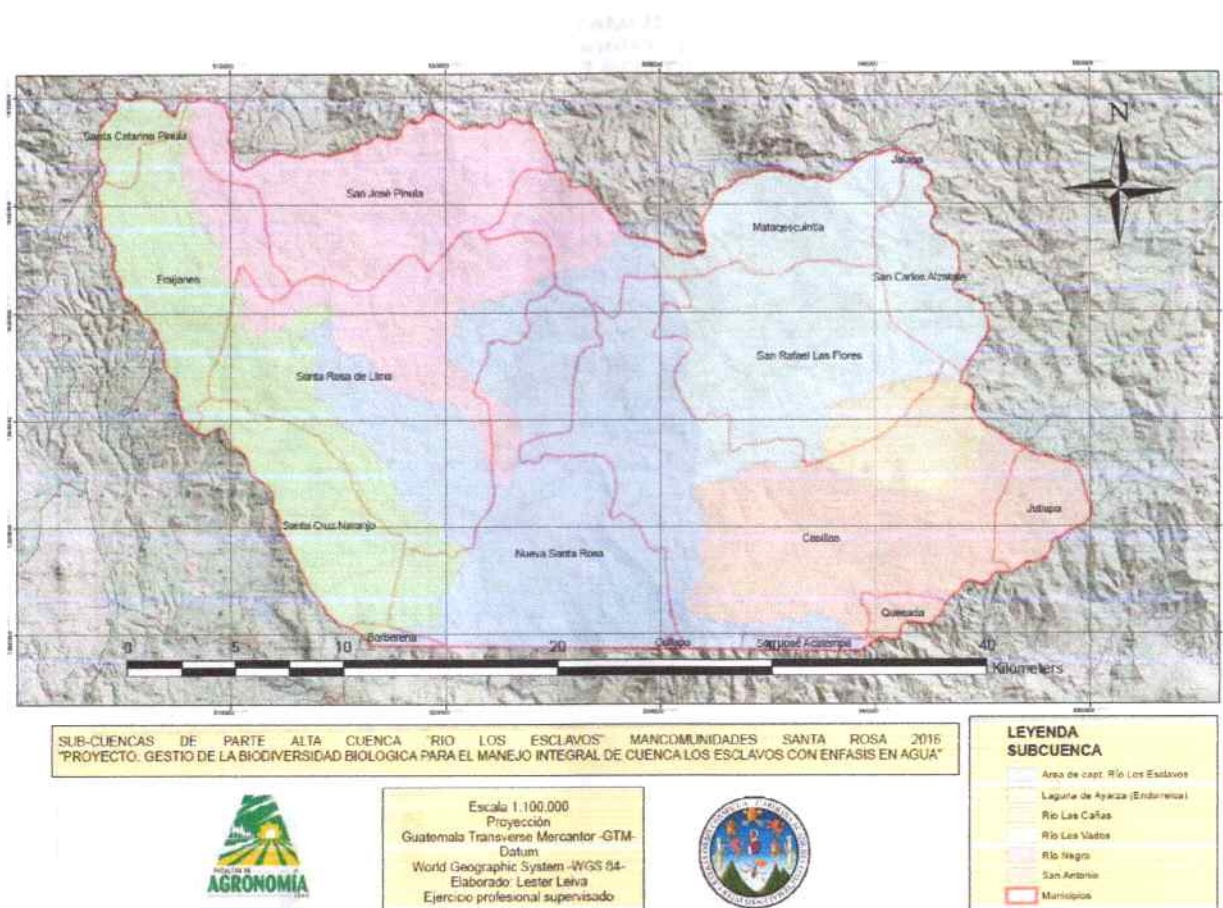 Santa Catarina Pinula
San José Pinula
Jalapa
N
Mataqescuintla
Fraijanes
San Carlos Alzatate
San Rafael Las Flores
Santa Rosa de Lima
Santa Cruz Naranjo
Jutiapa
Casillas
Nueva Santa Rosa
Quesada
Barberena
Cuilapa
San José Acatempa
0 5 10 20 30 40
Kilometers
SUB-CUENCAS DE PARTE ALTA CUENCA "RIO LOS ESCLAVOS" MANCOMUNIDADES SANTA ROSA 2016
"PROYECTO: GESTIO DE LA BIODIVERSIDAD BIOLOGICA PARA EL MANEJO INTEGRAL DE CUENCA LOS ESCLAVOS CON ENFASIS EN AGUA"
LEYENDA
SUBCUENCA
Area de capt. Río Los Esclavos
Laguna de Ayarza (Endorreica)
Río Las Cañas
Río Los Vados
Río Negro
San Antonio
Municipios
FACULTAD DE
AGRONOMÍA
Escala 1:100,000
Proyección
Guatemala Transverse Mercantor -GTM-
Datum
World Geographic System -WGS 84-
Elaborado: Lester Leiva
Ejercicio profesional supervisado